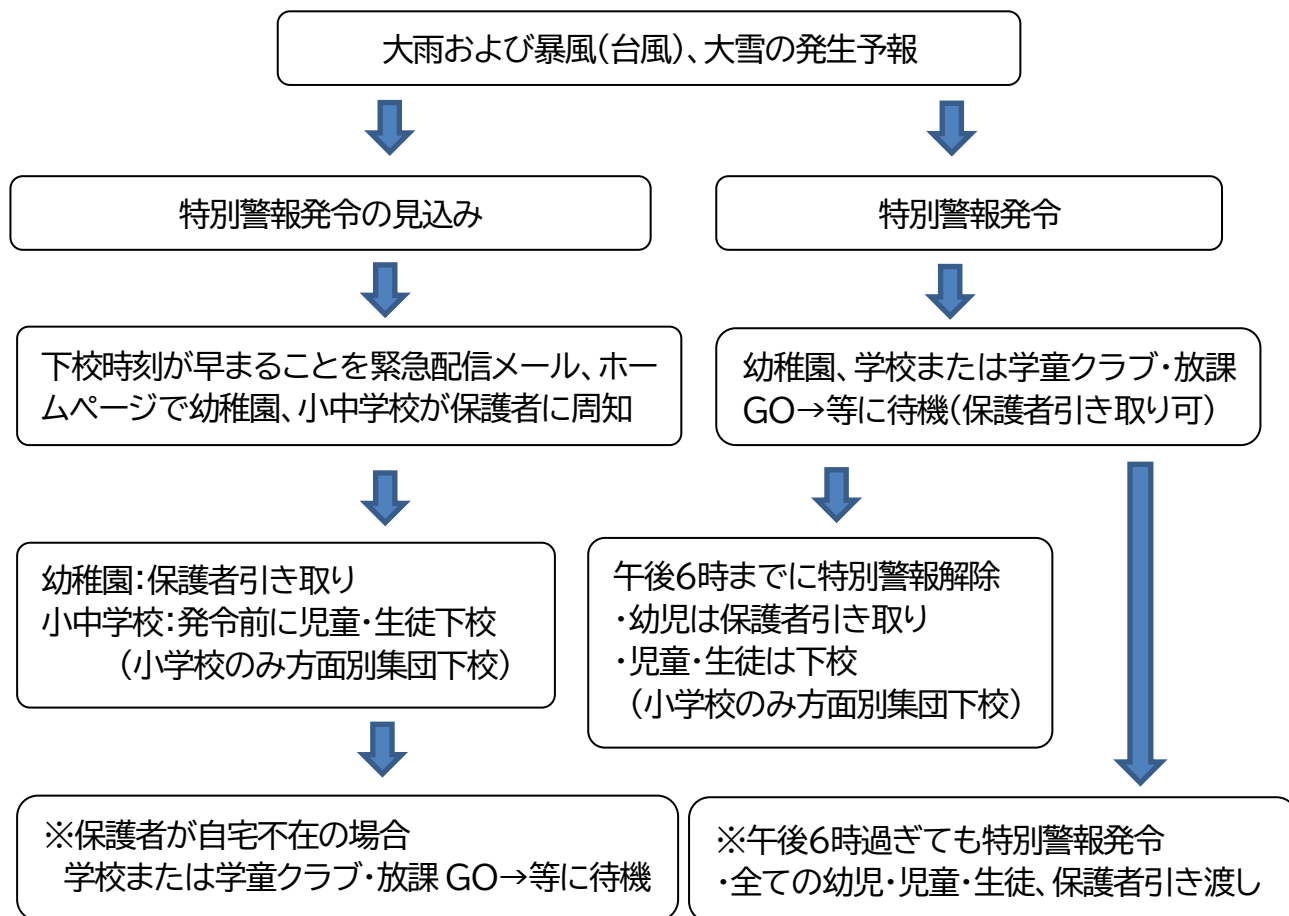 大雨および暴風（台風）、大雪の発生予報
特別警報発令の見込み
特別警報発令
下校時刻が早まることを緊急配信メール、ホー
ムページで幼稚園、小中学校が保護者に周知
幼稚園、学校または学童クラブ・放課
GO→等に待機（保護者引き取り可）
幼稚園：保護者引き取り
小中学校：発令前に児童・生徒下校
（小学校のみ方面別集団下校）
午後６時までに特別警報解除
・幼児は保護者引き取り
・児童・生徒は下校
（小学校のみ方面別集団下校）
※保護者が自宅不在の場合
学校または学童クラブ・放課 GO→等に待機
※午後６時過ぎても特別警報発令
・全ての幼児・児童・生徒、保護者引き渡し